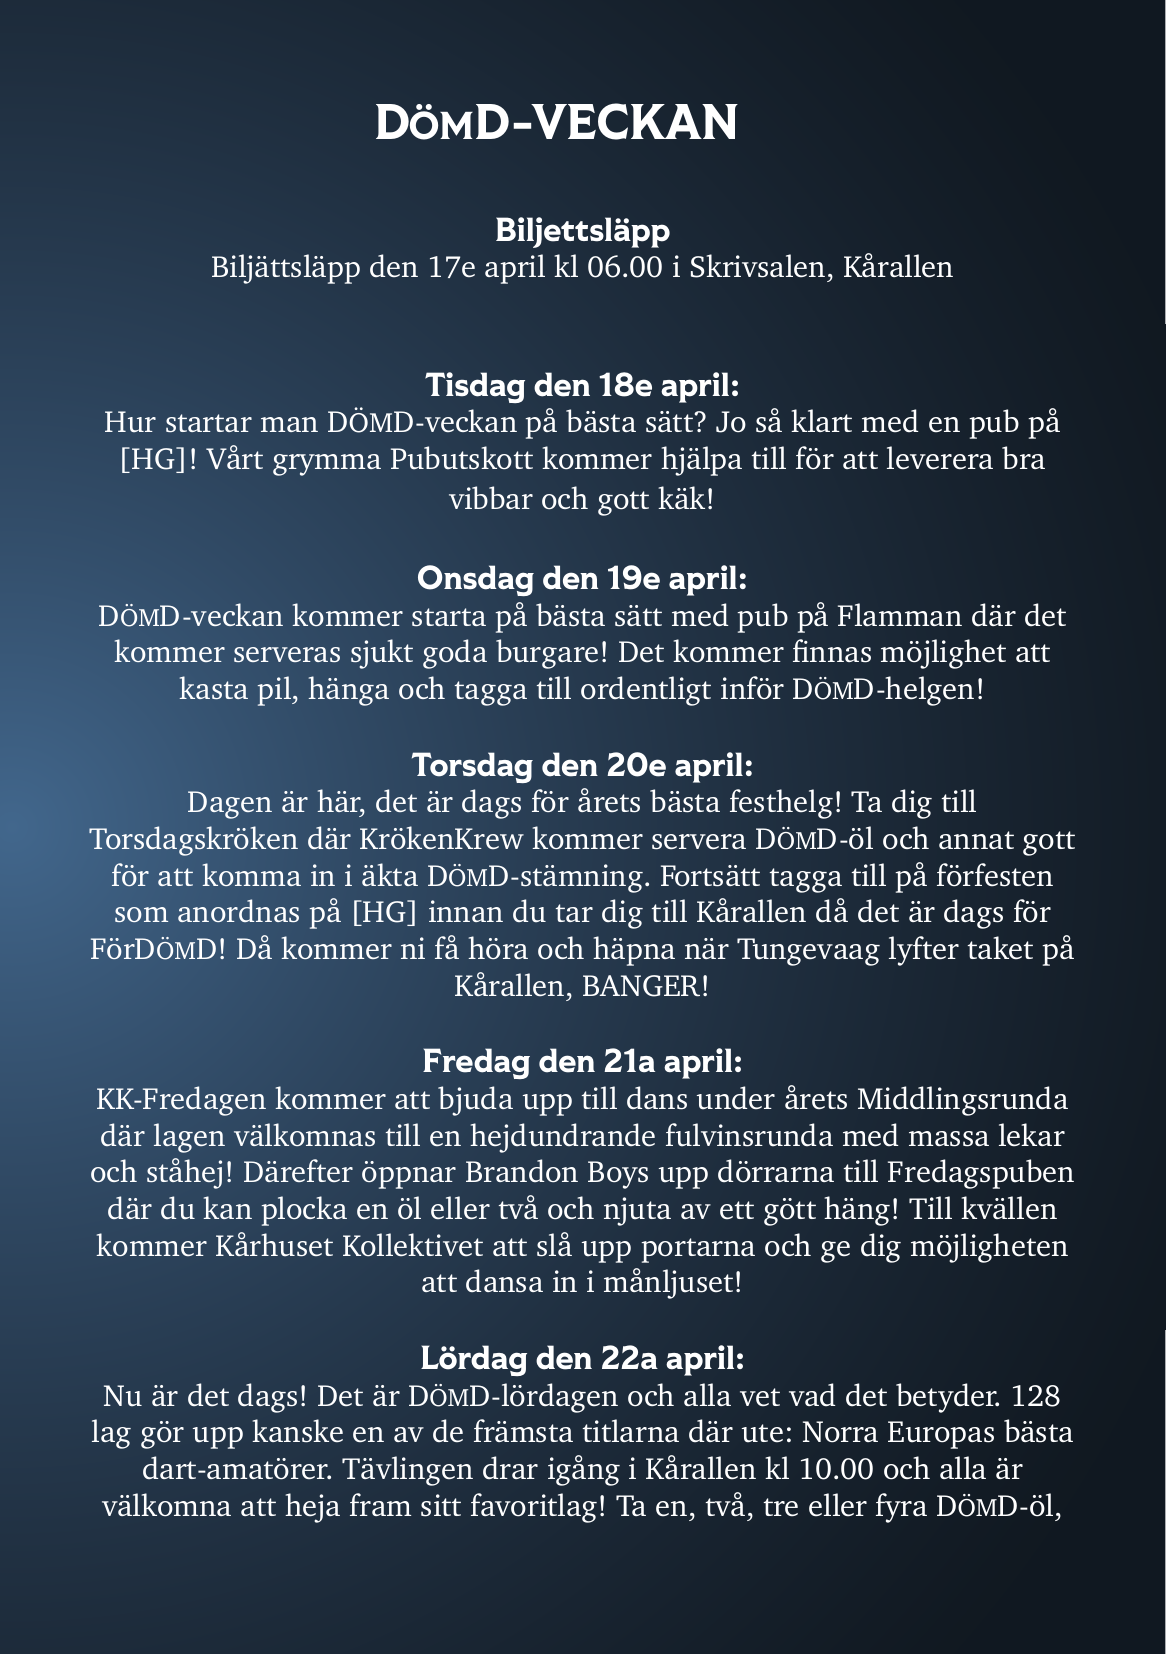 DÖMD-VECKAN
Biljettsläpp
Biljättsläpp den 17e april kl 06.00 i Skrivsalen, Kårallen
Tisdag den 18e april:
Hur startar man DÖMD-veckan på bästa sätt? Jo så klart med en pub på
[HG]! Vårt grymma Pubutskott kommer hjälpa till för att leverera bra
vibbar och gott käk!
Onsdag den 19e april:
DÖMD-veckan kommer starta på bästa sätt med pub på Flamman där det
kommer serveras sjukt goda burgare! Det kommer finnas möjlighet att
kasta pil, hänga och tagga till ordentligt inför DÖMD-helgen!
Torsdag den 20e april:
Dagen är här, det är dags för årets bästa festhelg! Ta dig till
Torsdagskröken där KrökenKrew kommer servera DÖMD-öl och annat gott
för att komma in i äkta DÖMD-stämning. Fortsätt tagga till på förfesten
som anordnas på [HG] innan du tar dig till Kårallen då det är dags för
FörDÖMD! Då kommer ni få höra och häpna när Tungevaag lyfter taket på
Kårallen, BANGER!
Fredag den 21a april:
KK-Fredagen kommer att bjuda upp till dans under årets Middlingsrunda
där lagen välkomnas till en hejdundrande fulvinsrunda med massa lekar
och ståhej! Därefter öppnar Brandon Boys upp dörrarna till Fredagspuben
där du kan plocka en öl eller två och njuta av ett gött häng! Till kvällen
kommer Kårhuset Kollektivet att slå upp portarna och ge dig möjligheten
att dansa in i månljuset!
Lördag den 22a april:
Nu är det dags! Det är DÖMD-lördagen och alla vet vad det betyder. 128
lag gör upp kanske en av de främsta titlarna där ute: Norra Europas bästa
dart-amatörer. Tävlingen drar igång i Kårallen kl 10.00 och alla är
välkomna att heja fram sitt favoritlag! Ta en, två, tre eller fyra DÖMD-öl,